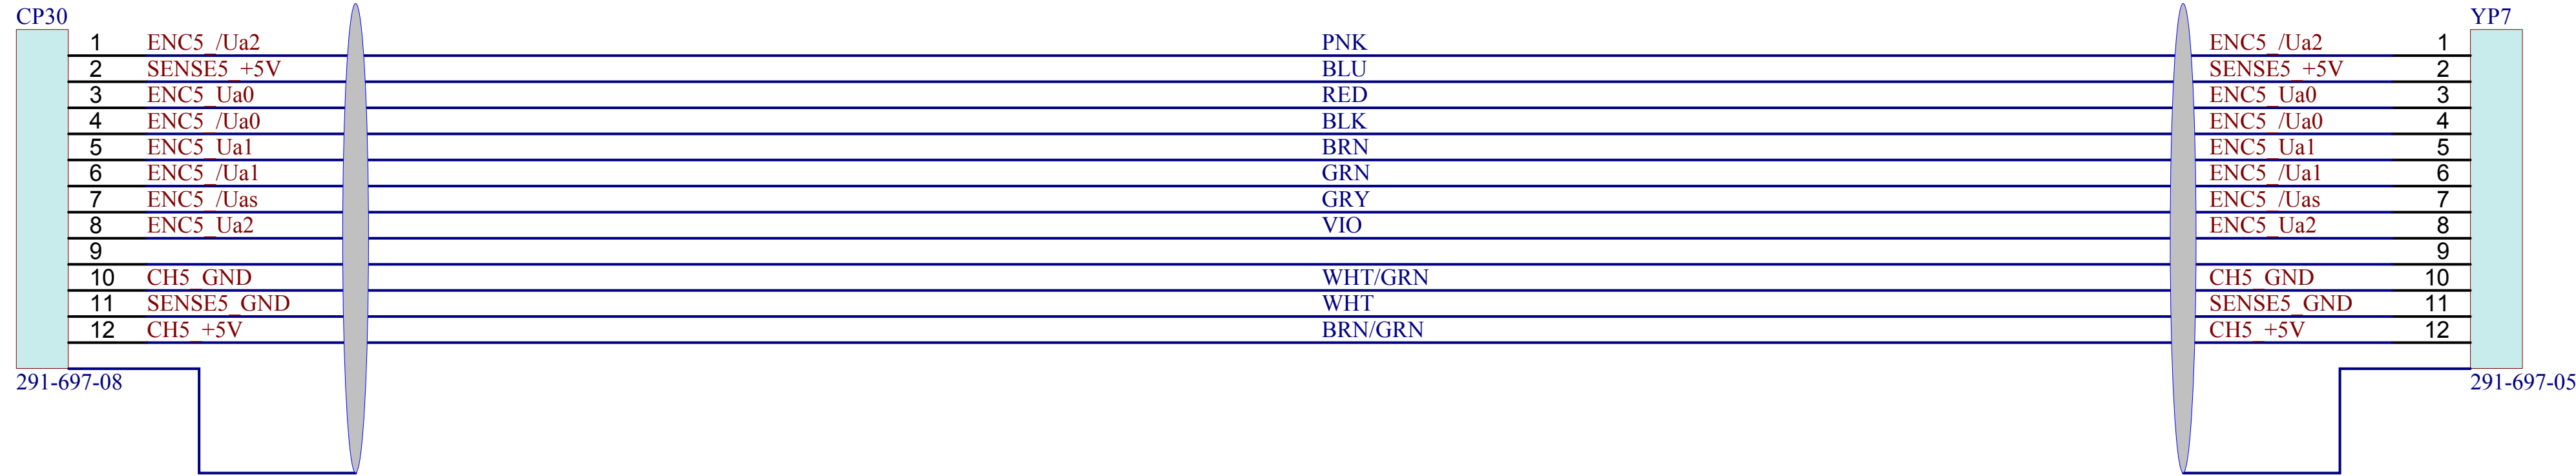 CP30 YP7
1 ENC5_/Ua2 PNK ENC5_/Ua2 1
2 SENSE5_+5V BLU SENSE5_+5V 2
3 ENC5_Ua0 RED ENC5_Ua0 3
4 ENC5_/Ua0 BLK ENC5_/Ua0 4
5 ENC5_Ua1 BRN ENC5_Ua1 5
6 ENC5_/Ua1 GRN ENC5_/Ua1 6
7 ENC5_/Uas GRY ENC5_/Uas 7
8 ENC5_Ua2 VIO ENC5_Ua2 8
9 9
10 CH5_GND WHT/GRN CH5_GND 10
11 SENSE5_GND WHT SENSE5_GND 11
12 CH5_+5V BRN/GRN CH5_+5V 12
291-697-08 291-697-05